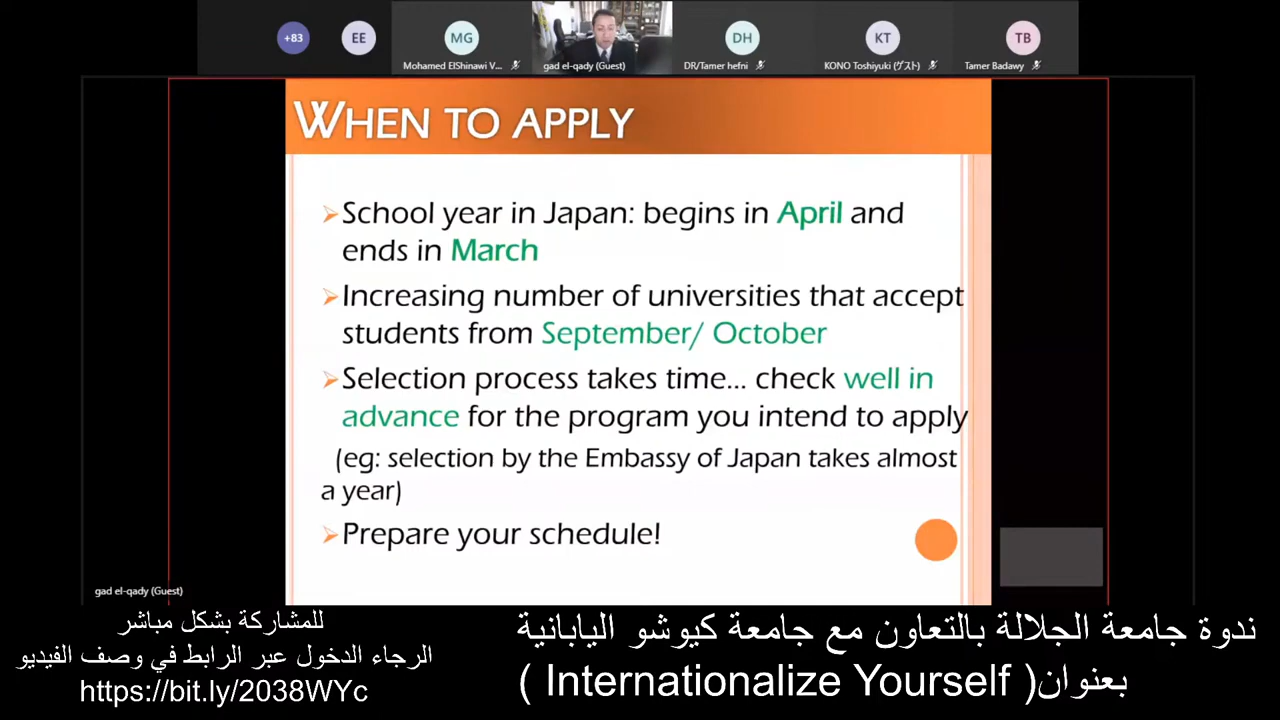 +83
EE
MG
DH
KT
TB
Mohamed ElShinawi V...
gad el-qady (Guest)
DR/Tamer hefni
KONO Toshiyuki (ゲスト)
Tamer Badawy
WHEN TO APPLY
➢School year in Japan: begins in April and
ends in March
➢Increasing number of universities that accept
students from September/ October
➢Selection process takes time... check well in
advance for the program you intend to apply
(eg: selection by the Embassy of Japan takes almost
a year)
➢Prepare your schedule!
gad el-qady (Guest)
للمشاركة بشكل مباشر
الرجاء الدخول عبر الرابط في وصف الفيديو
https://bit.ly/2038WYc
ندوة جامعة الجلالة بالتعاون مع جامعة كيوشو اليابانية
بعنوان( Internationalize Yourself )